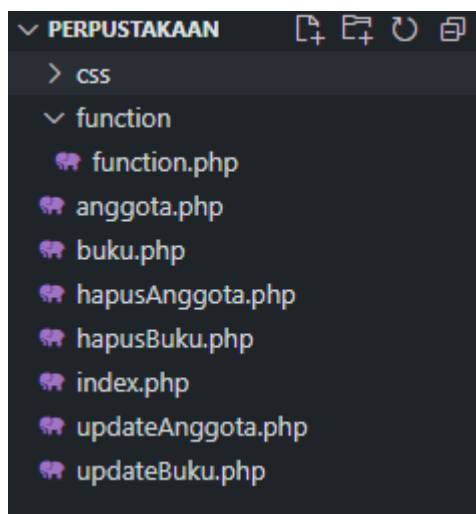 PERPUSTAKAAN
css
function
function.php
anggota.php
buku.php
hapusAnggota.php
hapusBuku.php
index.php
updateAnggota.php
updateBuku.php